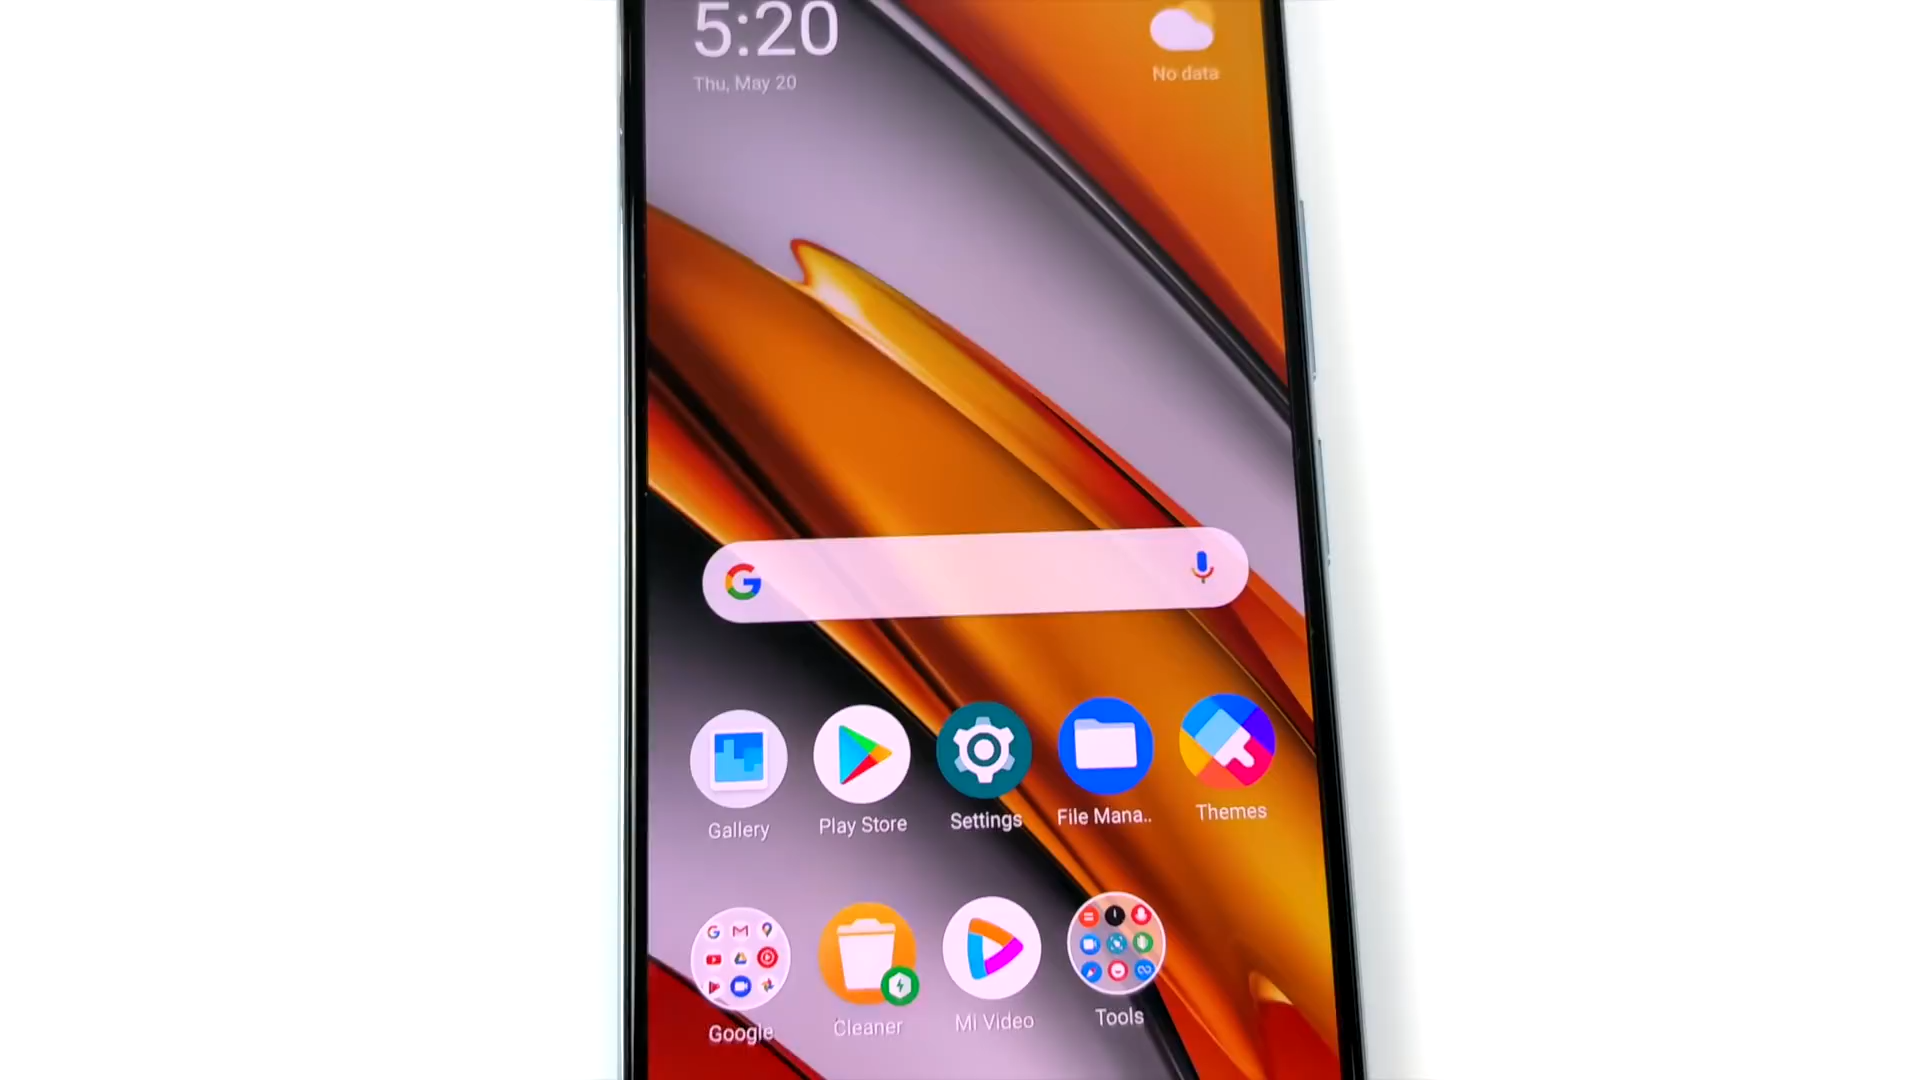 5:20
Thu, May 20
No data
Gallery
Play Store
Settings
File Mana..
Themes
Google
Cleaner
Mi Video
Tools